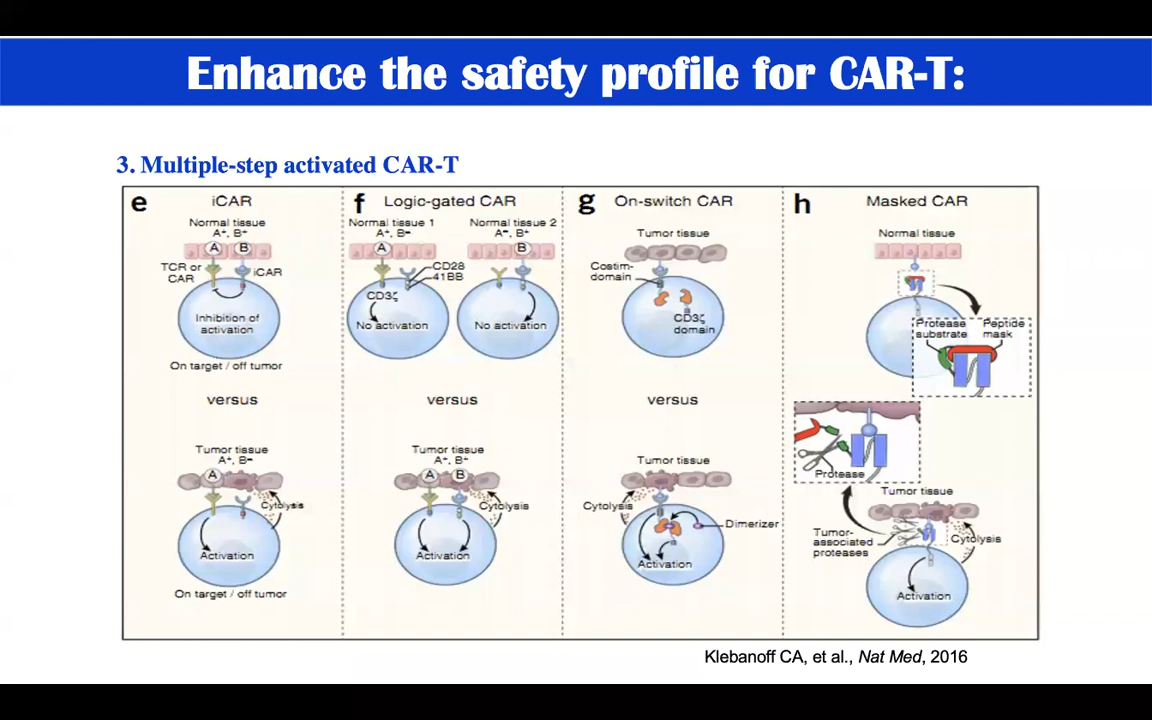 Enhance the safety profile for CAR-T:
3. Multiple-step activated CAR-T
e
iCAR
Normal tissue
A⁺, B⁺
A
B
TCR or
CAR
iCAR
Inhibition of
activation
On target / off tumor
versus
Tumor tissue
A⁺, B⁻
A
Cytolysis
Activation
On target / off tumor
f
Logic-gated CAR
Normal tissue 1
A⁺, B⁻
A
CD28
41BB
CD3ζ
No activation
Normal tissue 2
A⁻, B⁺
B
No activation
versus
Tumor tissue
A⁺, B⁺
A
B
Cytolysis
Activation
g
On-switch CAR
Tumor tissue
Costim-
domain
CD3ζ
domain
versus
Tumor tissue
Cytolysis
Dimerizer
Activation
h
Masked CAR
Normal tissue
Protease
substrate
Peptide
mask
Protease
Tumor tissue
Tumor-
associated
proteases
Cytolysis
Activation
Klebanoff CA, et al., Nat Med, 2016